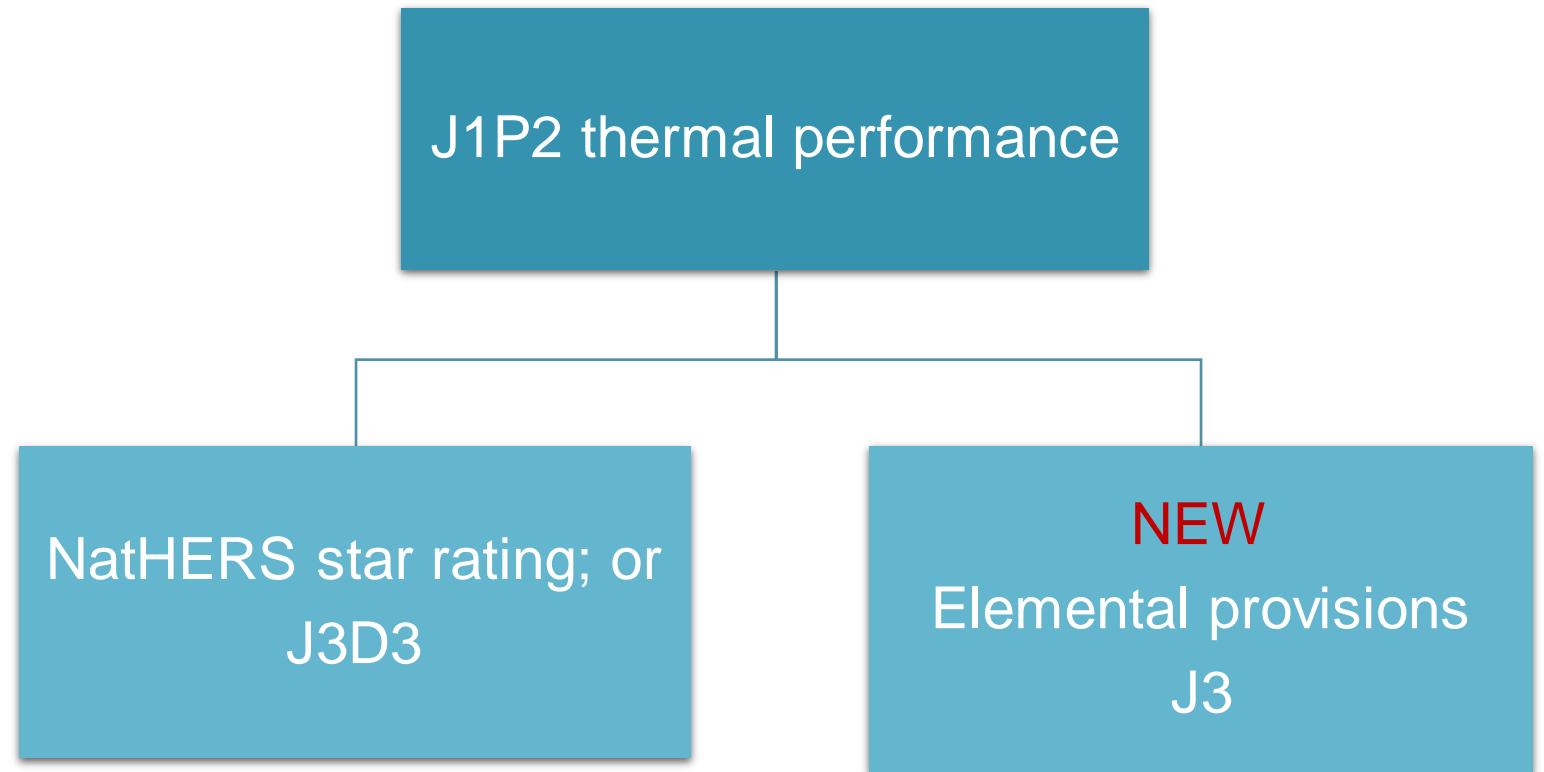 J1P2 thermal performance
NatHERS star rating; or
J3D3
NEW
Elemental provisions
J3